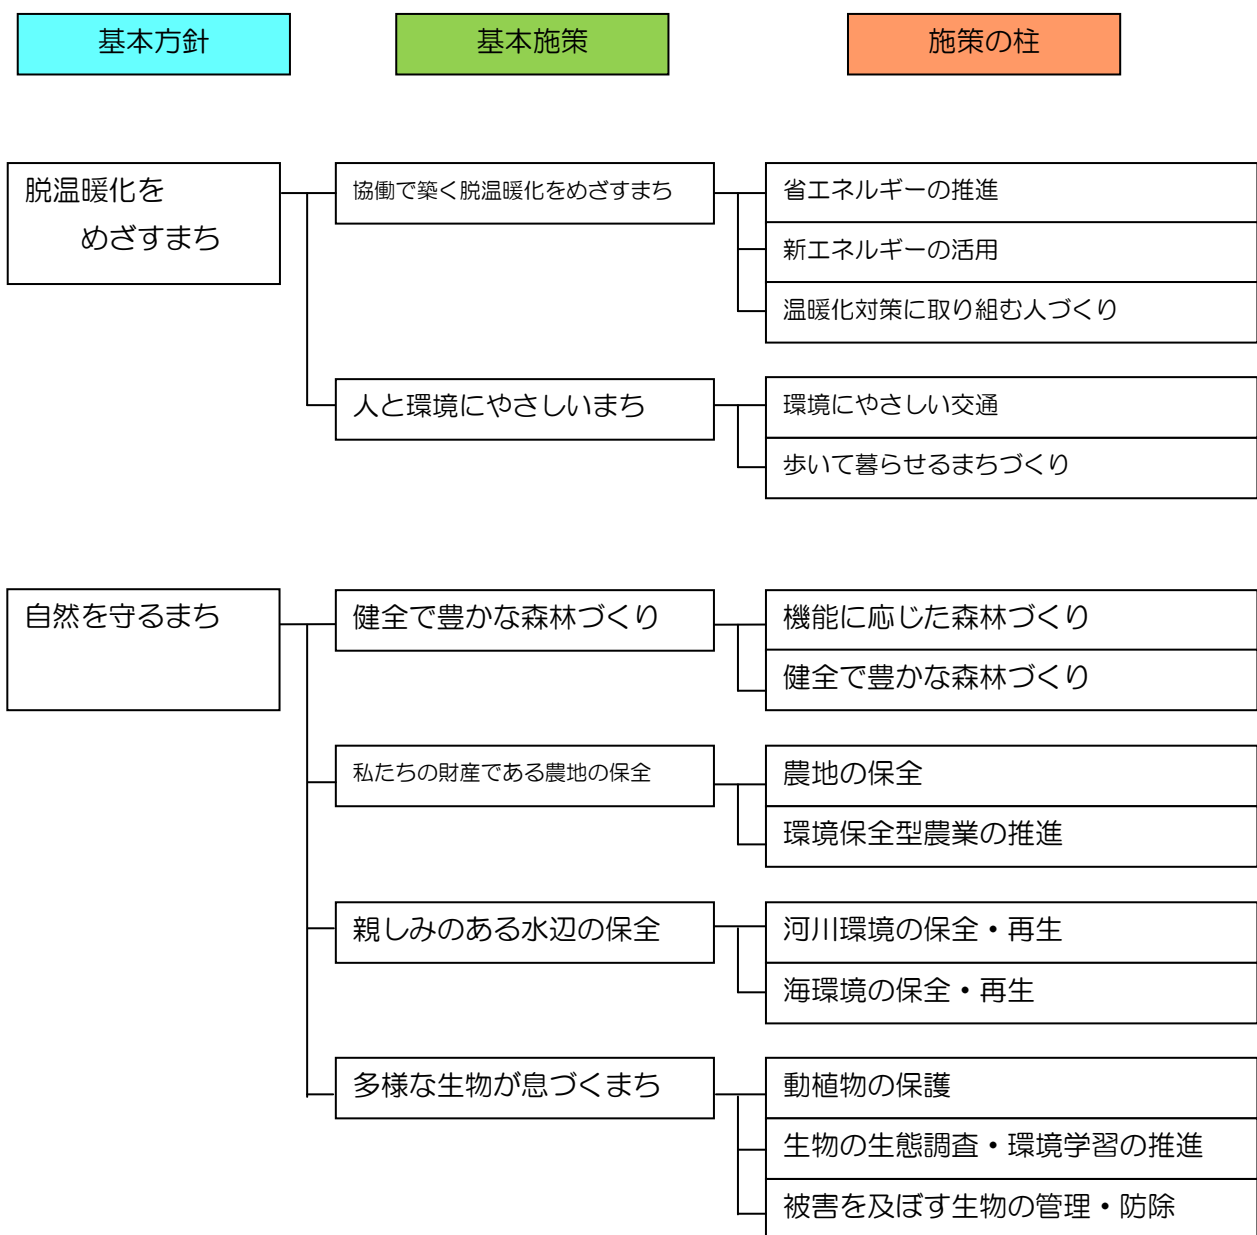 基本方針
基本施策
施策の柱
脱温暖化を
めざすまち
協働で築く脱温暖化をめざすまち
省エネルギーの推進
新エネルギーの活用
温暖化対策に取り組む人づくり
人と環境にやさしいまち
環境にやさしい交通
歩いて暮らせるまちづくり
自然を守るまち
健全で豊かな森林づくり
機能に応じた森林づくり
健全で豊かな森林づくり
私たちの財産である農地の保全
農地の保全
環境保全型農業の推進
親しみのある水辺の保全
河川環境の保全・再生
海環境の保全・再生
多様な生物が息づくまち
動植物の保護
生物の生態調査・環境学習の推進
被害を及ぼす生物の管理・防除